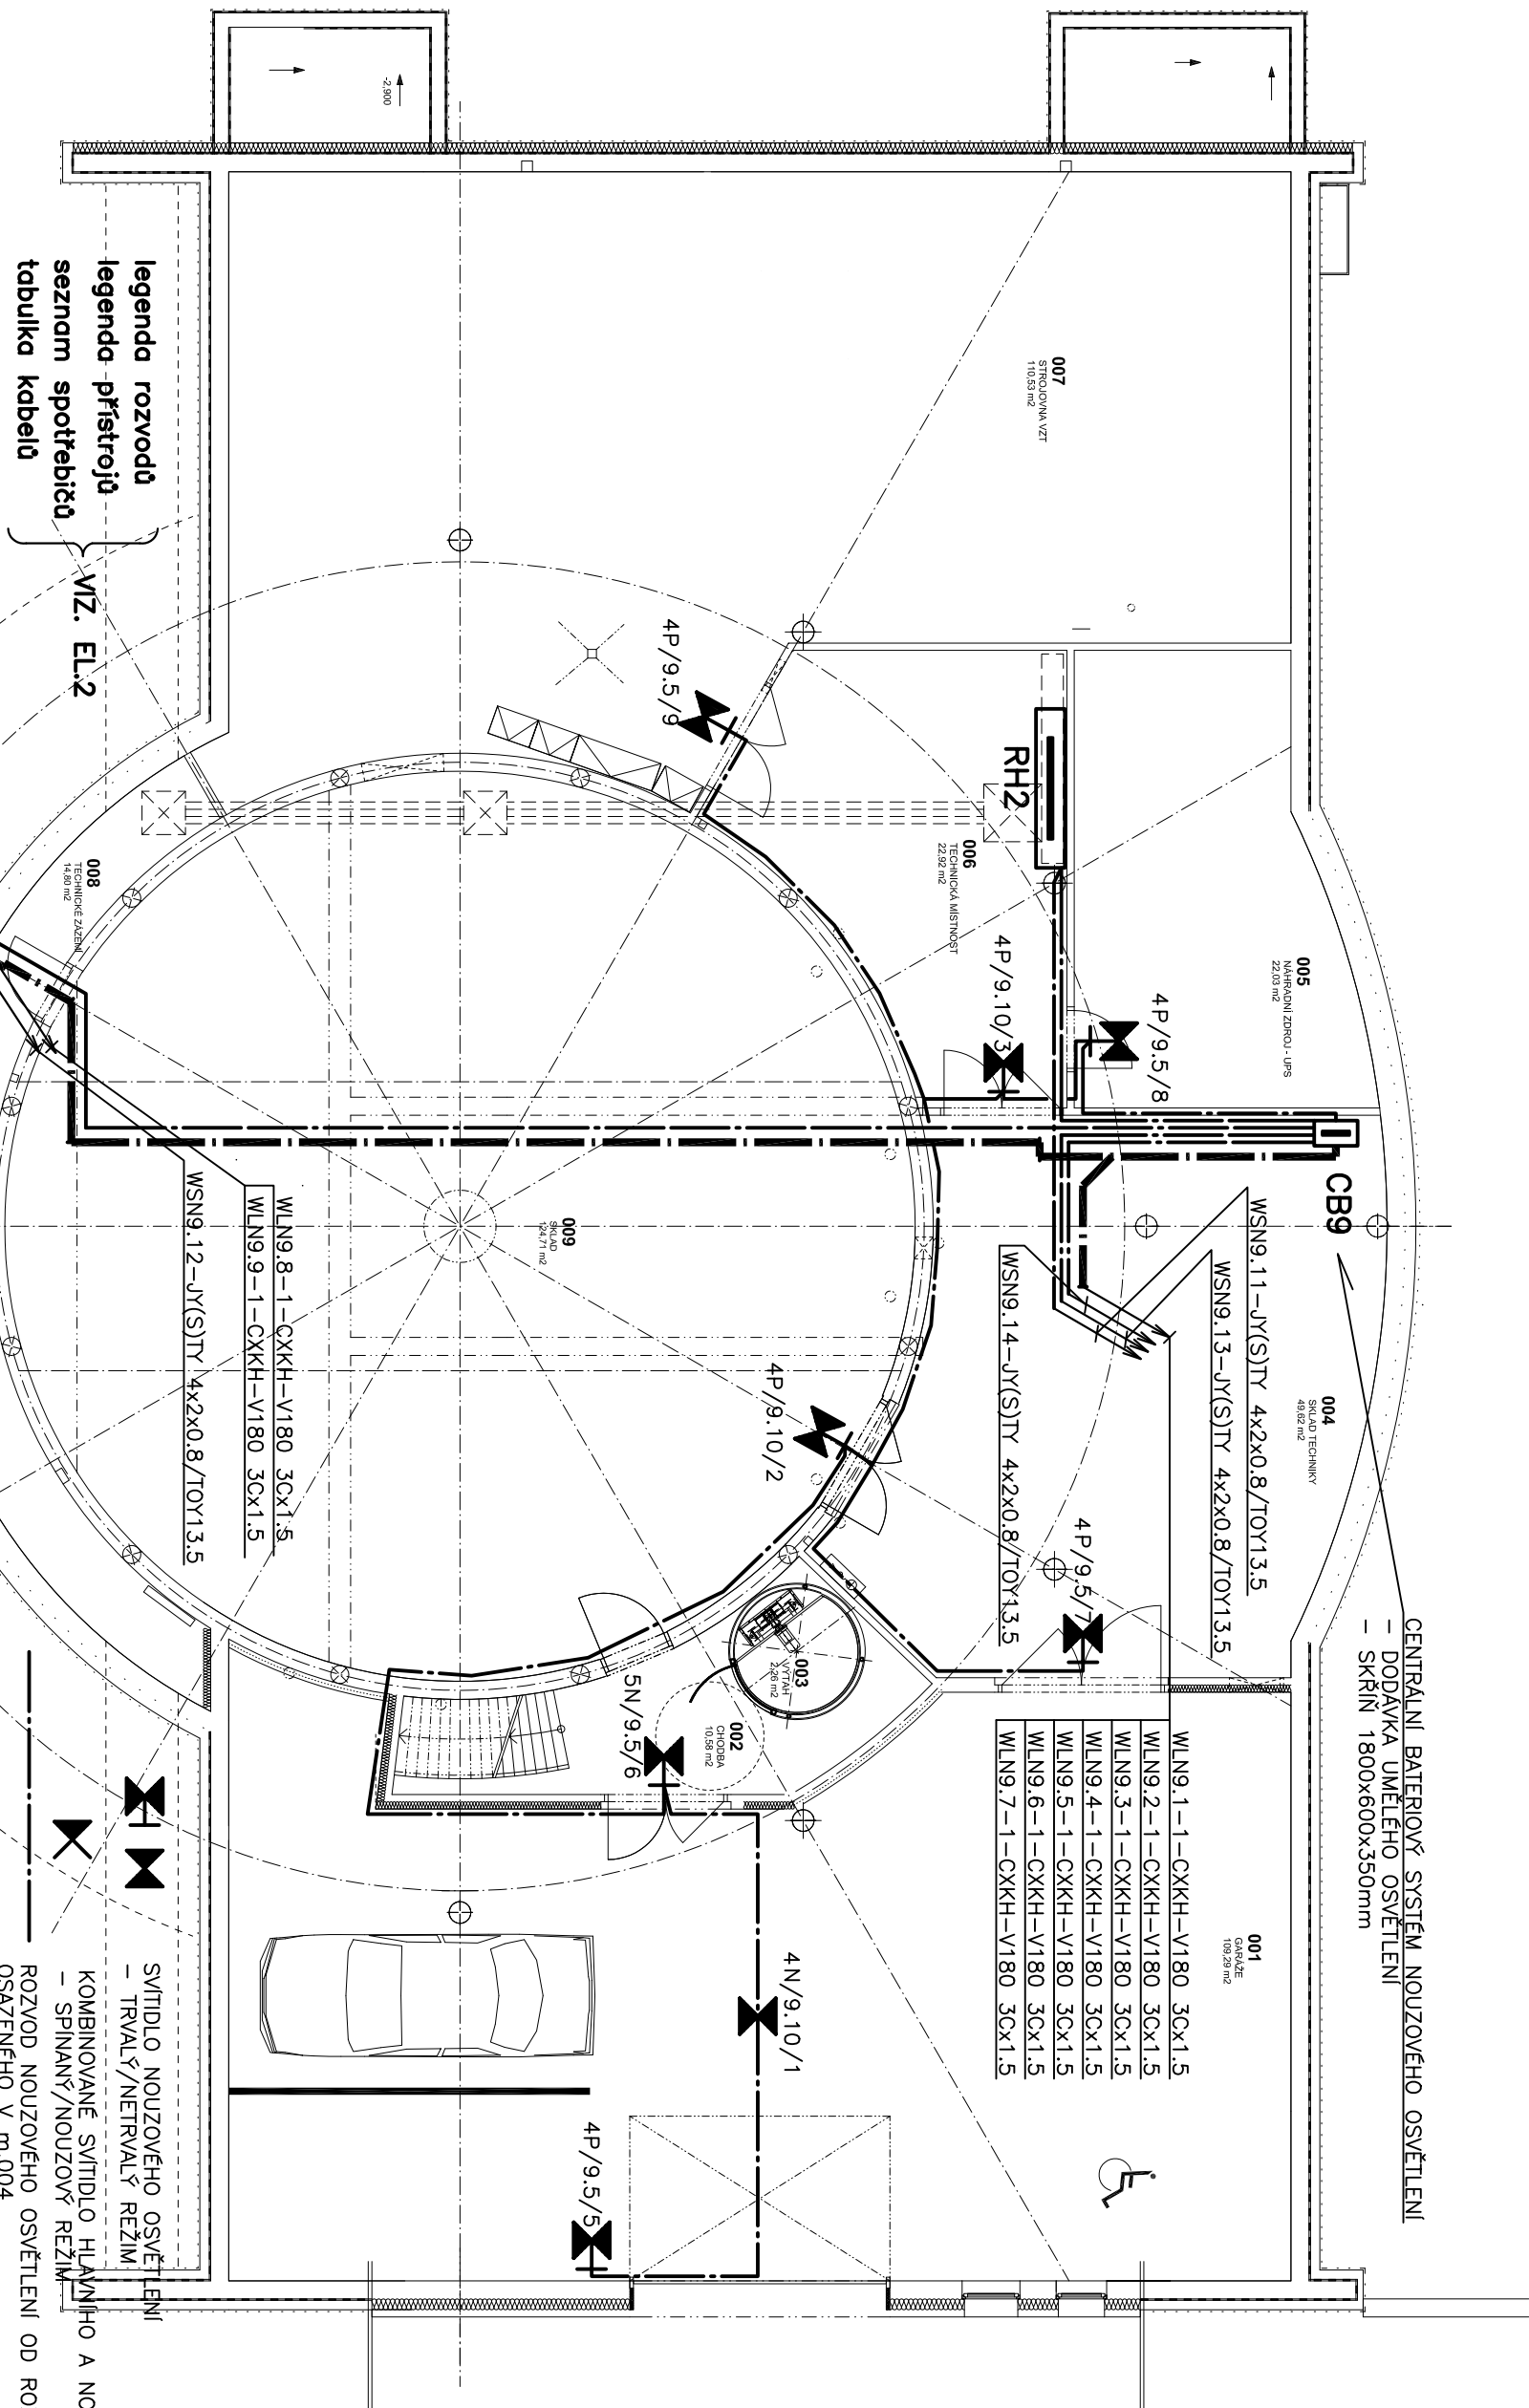 CENTRÁLNÍ BATERIOVÝ SYSTÉM NOUZOVÉHO OSVĚTLENÍ
- DODÁVKA UMĚLÉHO OSVĚTLENÍ
- SKŘÍŇ 1800x600x350mm
CB9
-2,900
007
STROJOVNA VZT
110,53 m2
005
NÁHRADNÍ ZDROJ - UPS
22,03 m2
004
SKLAD TECHNIKY
49,62 m2
001
GARÁŽE
109,29 m2
WSN9.11-JY(S)TY 4x2x0.8/TOY13.5
WSN9.13-JY(S)TY 4x2x0.8/TOY13.5
WSN9.14-JY(S)TY 4x2x0.8/TOY13.5
4P/9.5/8
4P/9.5/7
RH2
006
TECHNICKÁ MÍSTNOST
22,92 m2
4P/9.10/3
WLN9.1-1-CXKH-V180 3Cx1.5
WLN9.2-1-CXKH-V180 3Cx1.5
WLN9.3-1-CXKH-V180 3Cx1.5
WLN9.4-1-CXKH-V180 3Cx1.5
WLN9.5-1-CXKH-V180 3Cx1.5
WLN9.6-1-CXKH-V180 3Cx1.5
WLN9.7-1-CXKH-V180 3Cx1.5
4P/9.5/9
4P/9.10/2
003
VÝTAH
2,26 m2
002
CHODBA
10,58 m2
4N/9.10/1
5N/9.5/6
4P/9.5/5
009
SKLAD
124,71 m2
WLN9.8-1-CXKH-V180 3Cx1.5
WLN9.9-1-CXKH-V180 3Cx1.5
WSN9.12-JY(S)TY 4x2x0.8/TOY13.5
008
TECHNICKÉ ZÁZEMÍ
14,80 m2
legenda rozvodů
legenda přístrojů
seznam spotřebičů
tabulka kabelů
VIZ. EL.2
SVÍTIDLO NOUZOVÉHO OSVĚTLENÍ
- TRVALÝ/NETRVALÝ REŽIM
KOMBINOVANÉ SVÍTIDLO HLAVNÍHO A NO
- SPÍNANÝ/NOUZOVÝ REŽIM
ROZVOD NOUZOVÉHO OSVĚTLENÍ OD RO
OSAZENÉHO V m.004